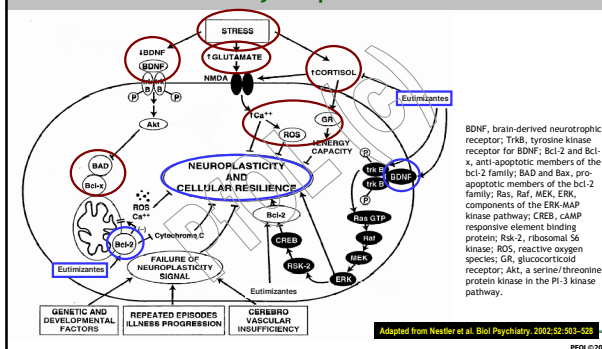 STRESS
↓BDNF
BDNF
↑GLUTAMATE
NMDA
↑CORTISOL
B
B
P
P
Akt
↑Ca++
ROS
GR
↓ENERGY
CAPACITY
Eutimizantes
BAD
Bcl-x
NEUROPLASTICITY
AND
CELLULAR RESILIENCE
P
trk B
trk B
P
BDNF
ROS
Ca++
(–)
Bcl-2
Cytochrome C
Bcl-2
Ras GTP
Raf
MEK
ERK
CREB
RSK-2
Eutimizantes
FAILURE OF
NEUROPLASTICITY
SIGNAL
Eutimizantes
GENETIC AND
DEVELOPMENTAL
FACTORS
REPEATED EPISODES
ILLNESS PROGRESSION
CEREBRO
VASCULAR
INSUFFICIENCY
BDNF, brain-derived neurotrophic
receptor; TrkB, tyrosine kinase
receptor for BDNF; Bcl-2 and Bcl-
x, anti-apoptotic members of the
bcl-2 family; BAD and Bax, pro-
apoptotic members of the bcl-2
family; Ras, Raf, MEK, ERK,
components of the ERK-MAP
kinase pathway; CREB, cAMP
responsive element binding
protein; Rsk-2, ribosomal S6
kinase; ROS, reactive oxygen
species; GR, glucocorticoid
receptor; Akt, a serine/threonine
protein kinase in the PI-3 kinase
pathway.
Adapted from Nestler et al. Biol Psychiatry. 2002;52:503–528